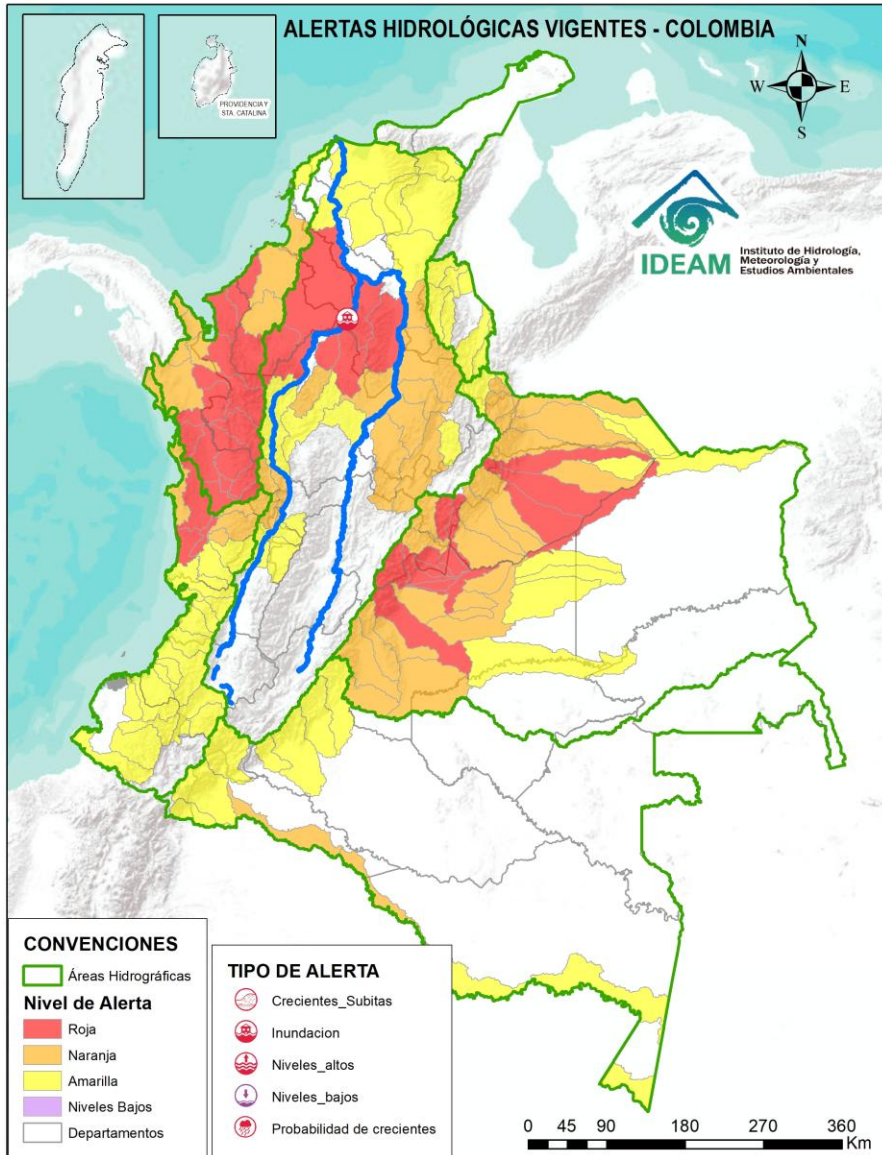 ALERTAS HIDROLÓGICAS VIGENTES - COLOMBIA
PROVIDENCIA Y
STA. CATALINA
N
W
E
S
IDEAM
Instituto de Hidrología,
Meteorología y
Estudios Ambientales
CONVENCIONES
Áreas Hidrográficas
Nivel de Alerta
Roja
Naranja
Amarilla
Niveles Bajos
Departamentos
TIPO DE ALERTA
Crecientes_Subitas
Inundacion
Niveles_altos
Niveles_bajos
Probabilidad de crecientes
0 45 90 180 270 360
Km